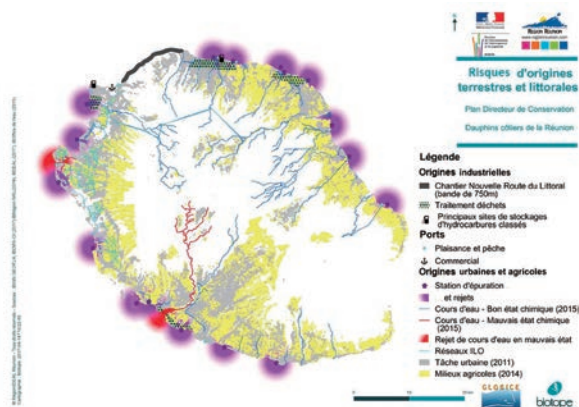 RÉGION RÉUNION
www.regionreunion.com
Risques d'origines
terrestres et littorales
Plan Directeur de Conservation
Dauphins côtiers de la Réunion
Légende
Origines industrielles
Chantier Nouvelle Route du Littoral
(bande de 750m)
Traitement déchets
Principaux sites de stockages
d'hydrocarbures classés
Ports
Plaisance et pêche
Commercial
Origines urbaines et agricoles
Station d'épuration
et rejets
Cours d'eau - Bon état chimique
(2015)
Cours d'eau - Mauvais état chimique
(2015)
Rejet de cours d'eau en mauvais état
Réseaux ILO
Tâche urbaine (2011)
Milieux agricoles (2014)
GLOBICE
biotope